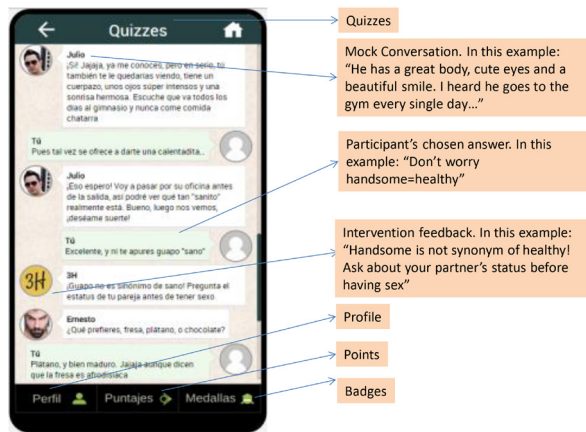 Quizzes
Julio
¡Sí! Jajaja, ya me conoces, pero en serio, tú
también te le quedarías viendo, tiene un
cuerpazo, unos ojos súper intensos y una
sonrisa hermosa. Escuche que va todos los
días al gimnasio y nunca come comida
chatarra
Tú
Pues tal vez se ofrece a darte una calentadita...
Julio
¡Eso espero! Voy a pasar por su oficina antes
de la salida, así podré ver qué tan "sanito"
realmente está. Bueno, luego nos vemos,
¡deséame suerte!
Tú
Excelente, y ni te apures guapo "sano"
3H
3H
¡Guapo no es sinónimo de sano! Pregunta el
estatus de tu pareja antes de tener sexo
Ernesto
¿Qué prefieres, fresa, plátano, o chocolate?
Tú
Plátano, y bien maduro. Jajaja aunque dicen
que la fresa es afrodisíaca
Perfil
Puntajes
Medallas
Quizzes
Mock Conversation. In this example:
“He has a great body, cute eyes and a
beautiful smile. I heard he goes to the
gym every single day…”
Participant’s chosen answer. In this
example: “Don’t worry
handsome=healthy”
Intervention feedback. In this example:
“Handsome is not synonym of healthy!
Ask about your partner’s status before
having sex”
Profile
Points
Badges